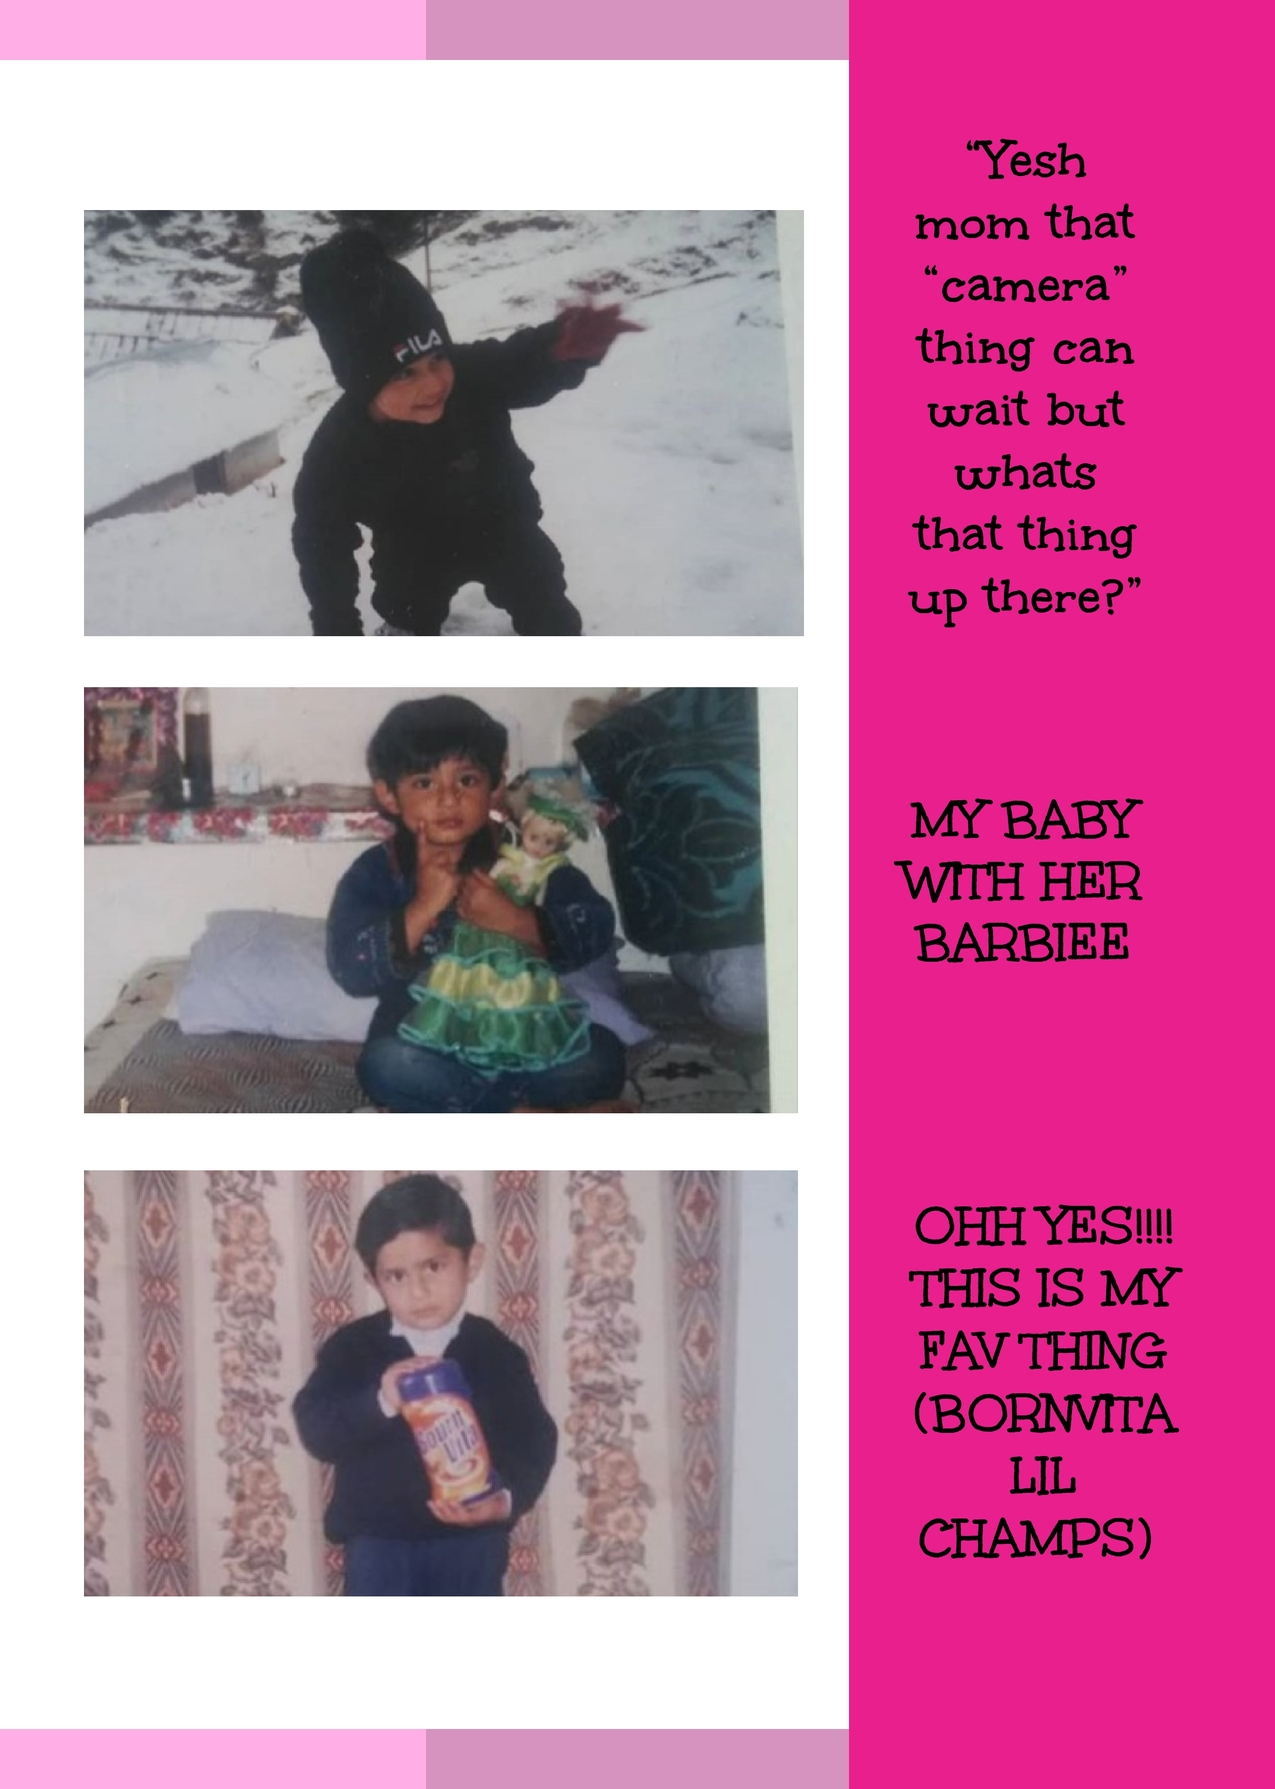 “Yesh
mom that
“camera”
thing can
wait but
whats
that thing
up there?”
FILA
MY BABY
WITH HER
BARBIEE
OHH YES!!!!
THIS IS MY
FAV THING
(BORNVITA
LIL
CHAMPS)
Bourn
Vita